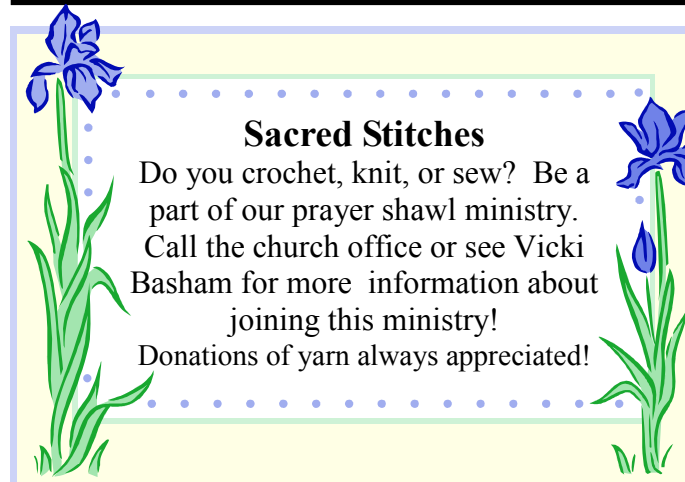 Sacred Stitches
Do you crochet, knit, or sew?  Be a
part of our prayer shawl ministry.
Call the church office or see Vicki
Basham for more  information about
joining this ministry!
Donations of yarn always appreciated!